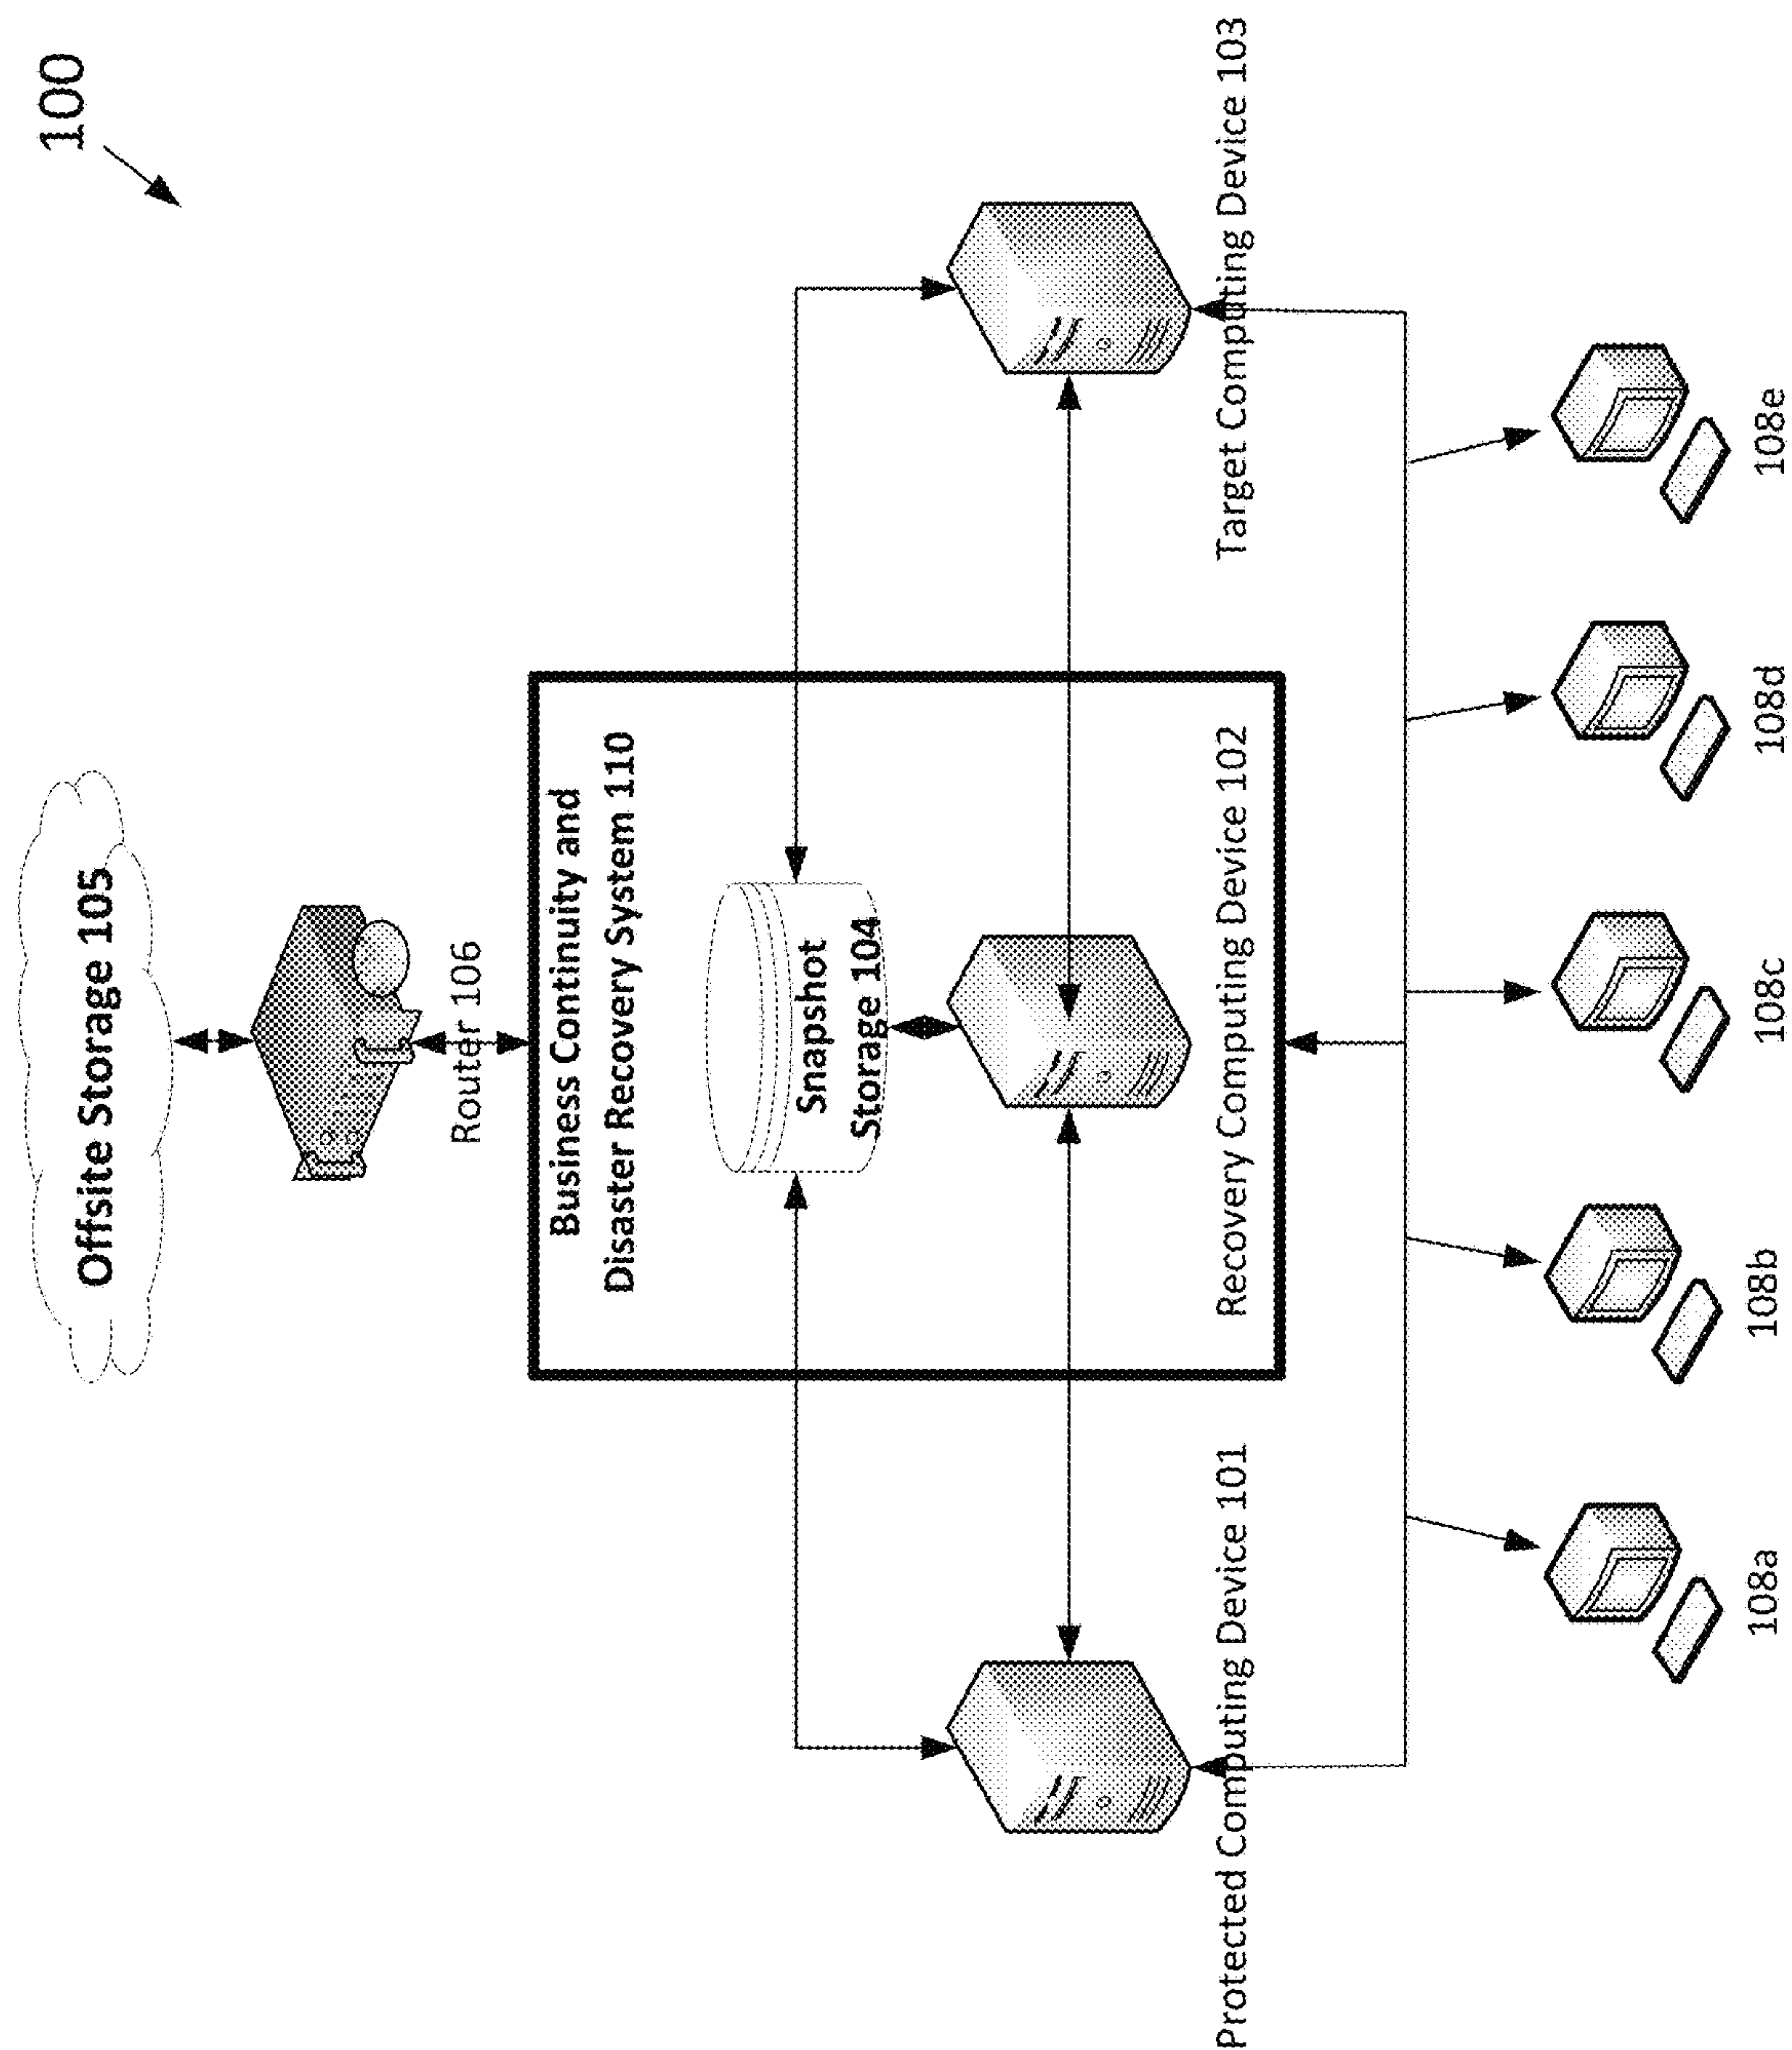 100
Offsite Storage 105
Router 106
Business Continuity and
Disaster Recovery System 110
Snapshot
Storage 104
Protected Computing Device 101
Recovery Computing Device 102
Target Computing Device 103
108a
108b
108c
108d
108e